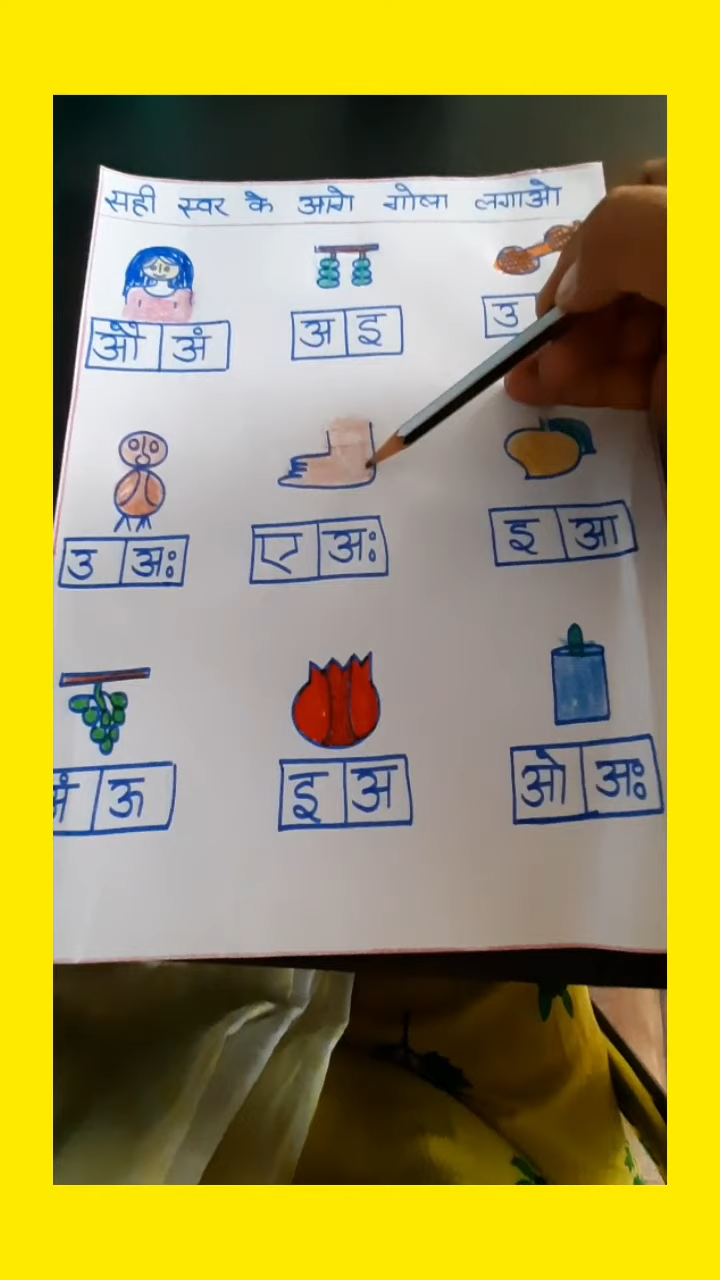 सही स्वर के आगे गोला लगाओ
औ अं
अ इ
उ
उ अः
ए अः
इ आ
अं ऊ
इ अ
ओ अः